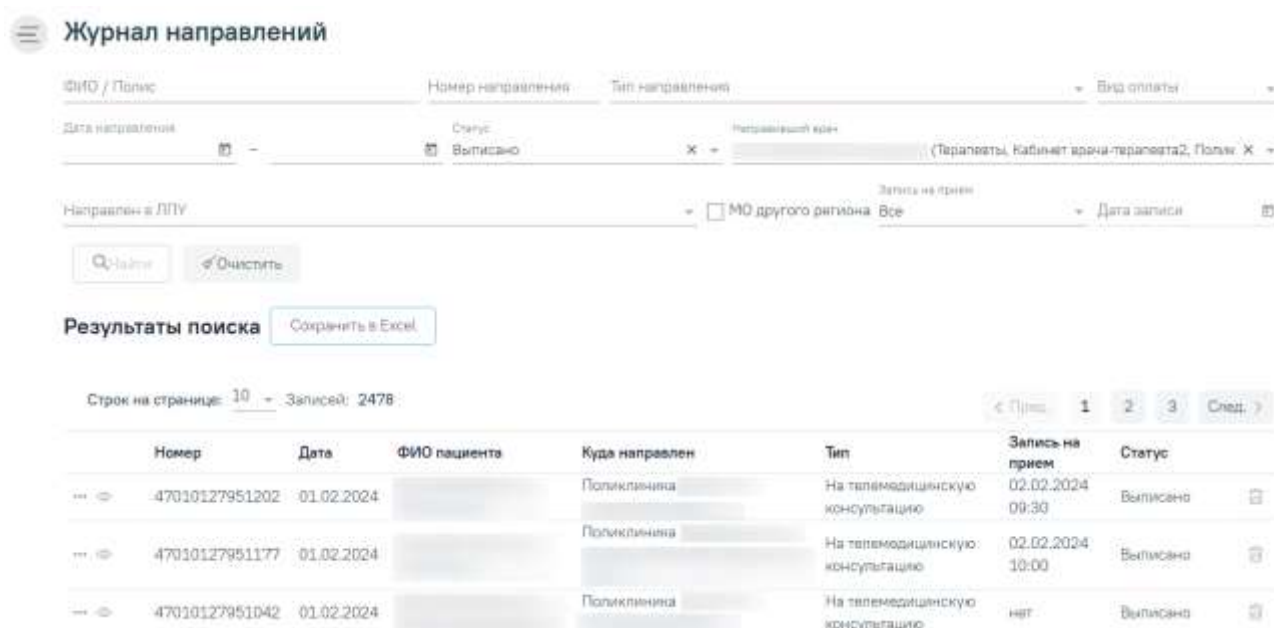 Журнал направлений
ФИО / Полис Номер направления Тип направления Вид оплаты
Дата направления Статус Направивший врач
– Выписано (Терапевты, Кабинет врача-терапевта2, Полик
Запись на прием
Направлен в ЛПУ МО другого региона Все Дата записи
Найти Очистить
Результаты поиска Сохранить в Excel
Строк на странице: 10 Записей: 2478 < Пред. 1 2 3 След. >
Номер Дата ФИО пациента Куда направлен Тип Запись на прием Статус
47010127951202 01.02.2024 Поликлиника На телемедицинскую консультацию 02.02.2024 09:30 Выписано
47010127951177 01.02.2024 Поликлиника На телемедицинскую консультацию 02.02.2024 10:00 Выписано
47010127951042 01.02.2024 Поликлиника На телемедицинскую консультацию нет Выписано